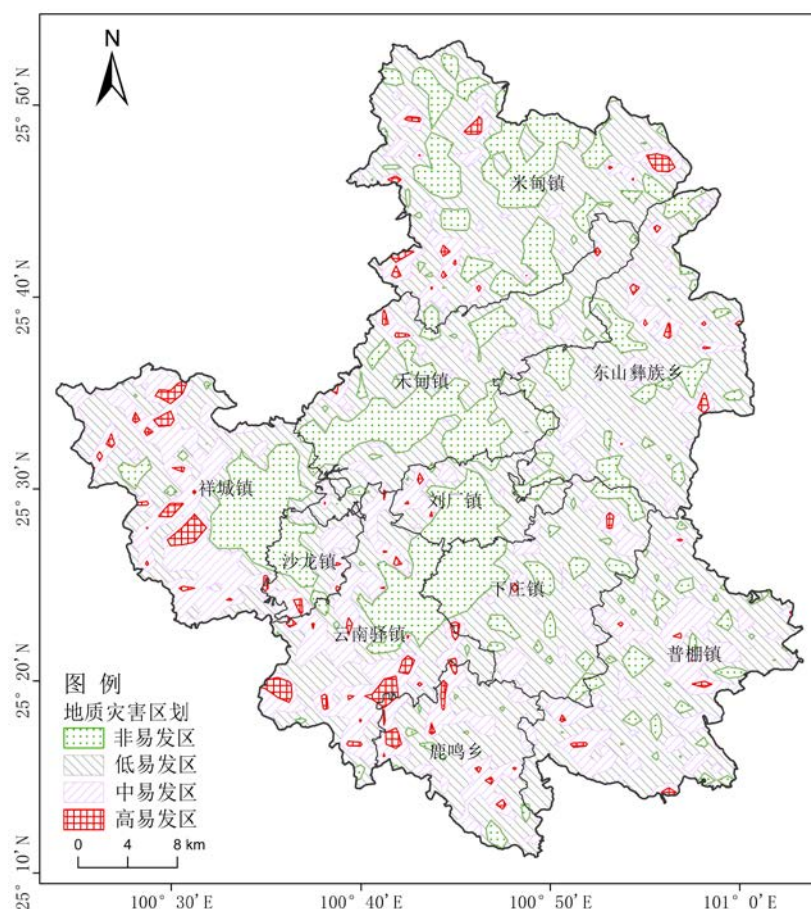 N
25° 50′ N
25° 40′ N
25° 30′ N
25° 20′ N
25° 10′ N
米甸镇
东山彝族乡
禾甸镇
祥城镇
刘厂镇
沙龙镇
下庄镇
云南驿镇
普棚镇
鹿鸣乡
图 例
地质灾害区划
非易发区
低易发区
中易发区
高易发区
0 4 8 km
100° 30′E 100° 40′E 100° 50′E 101° 0′E